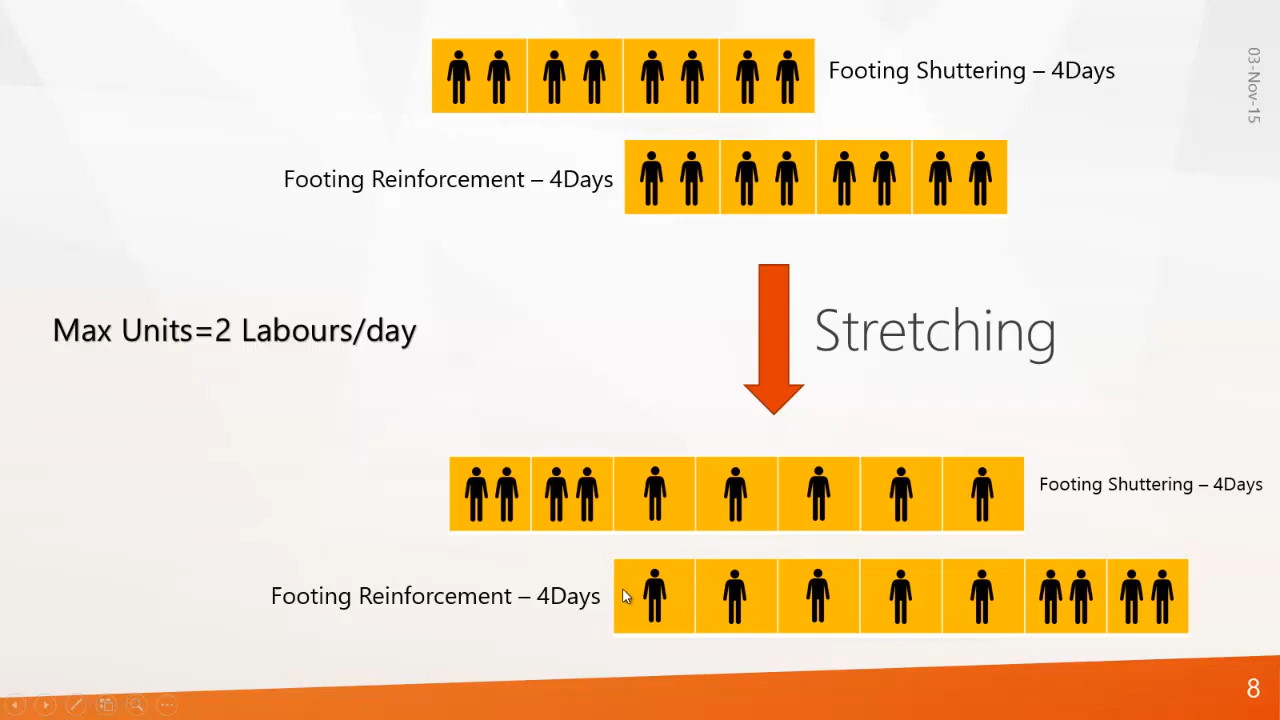 Footing Shuttering – 4Days
03-Nov-15
Footing Reinforcement – 4Days
Max Units=2 Labours/day
Stretching
Footing Shuttering – 4Days
Footing Reinforcement – 4Days
8